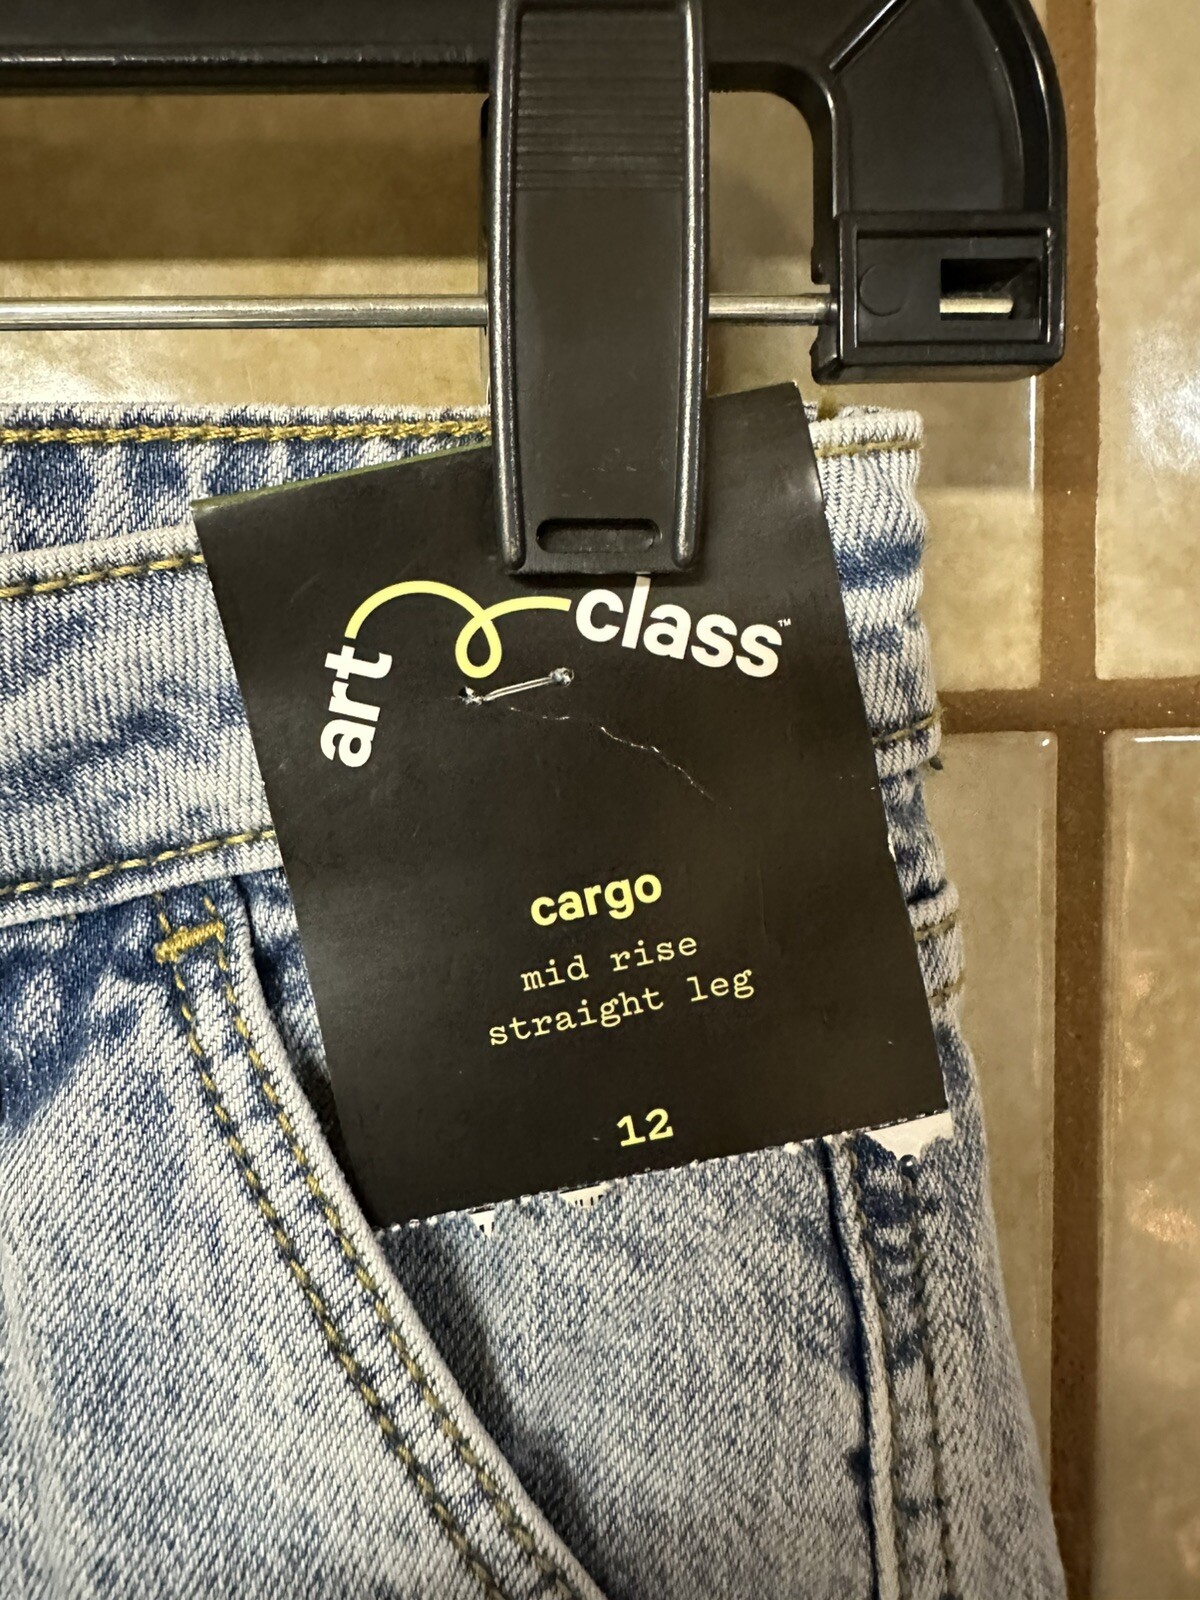 art class™
cargo
mid rise
straight leg
12